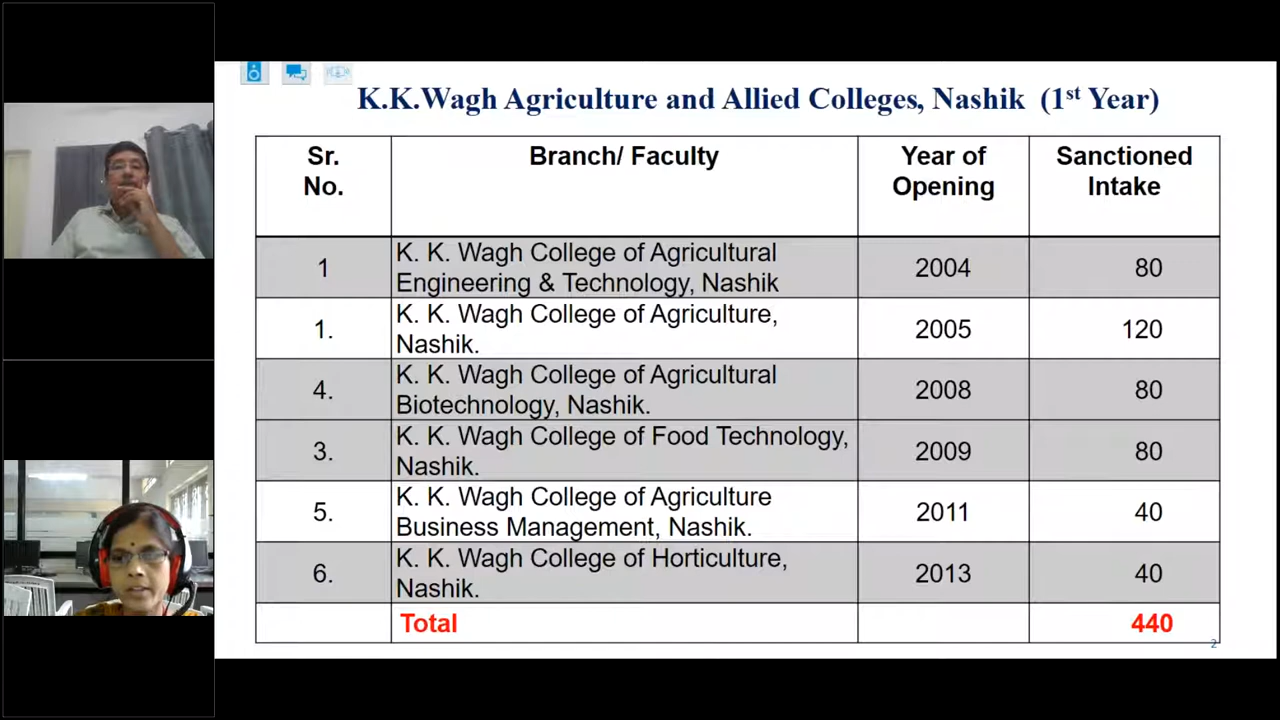 K.K.Wagh Agriculture and Allied Colleges, Nashik (1st Year)
Sr. No. Branch/ Faculty Year of Opening Sanctioned Intake
1 K. K. Wagh College of Agricultural Engineering & Technology, Nashik 2004 80
1. K. K. Wagh College of Agriculture, Nashik. 2005 120
4. K. K. Wagh College of Agricultural Biotechnology, Nashik. 2008 80
3. K. K. Wagh College of Food Technology, Nashik. 2009 80
5. K. K. Wagh College of Agriculture Business Management, Nashik. 2011 40
6. K. K. Wagh College of Horticulture, Nashik. 2013 40
Total 440
2